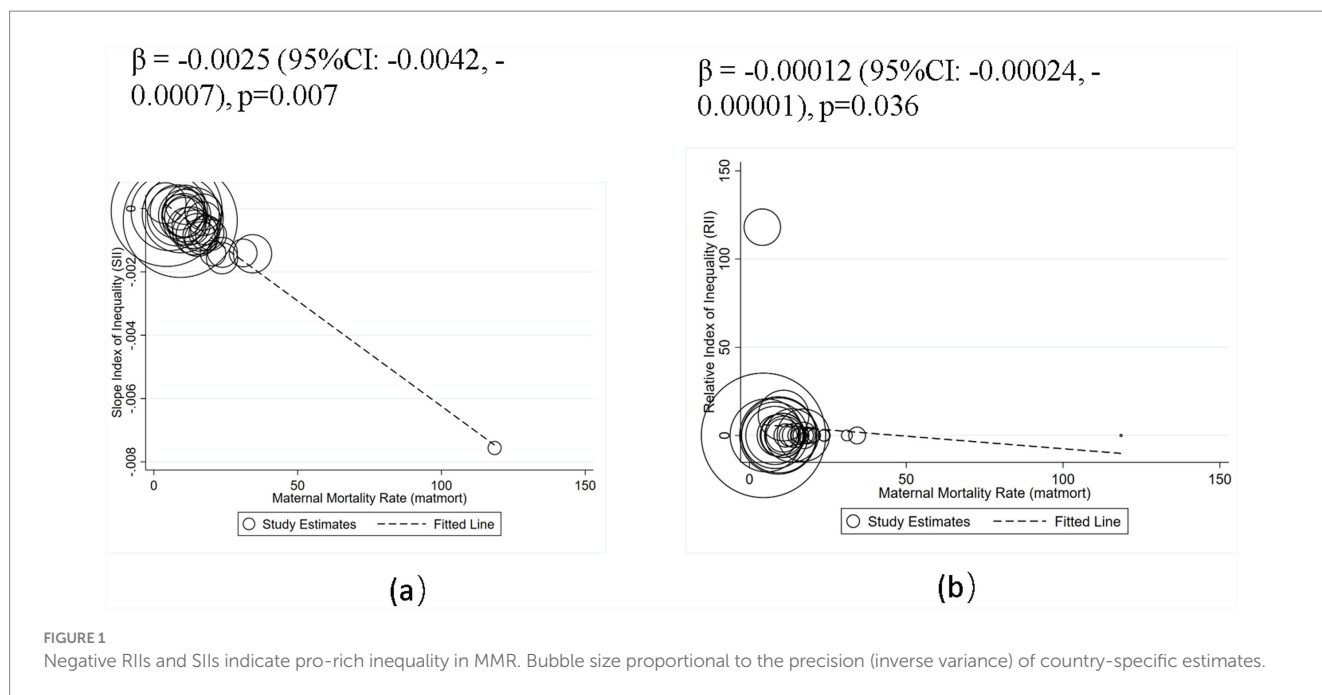 β = -0.0025 (95%CI: -0.0042, -
0.0007), p=0.007
β = -0.00012 (95%CI: -0.00024, -
0.00001), p=0.036
Slope Index of Inequality (SII)
0
-.002
-.004
-.006
-.008
0
50
100
150
Maternal Mortality Rate (matmort)
Study Estimates
Fitted Line
(a)
Relative Index of Inequality (RII)
150
100
50
0
0
50
100
150
Maternal Mortality Rate (matmort)
Study Estimates
Fitted Line
(b)
FIGURE 1
Negative RIIs and SIIs indicate pro-rich inequality in MMR. Bubble size proportional to the precision (inverse variance) of country-specific estimates.